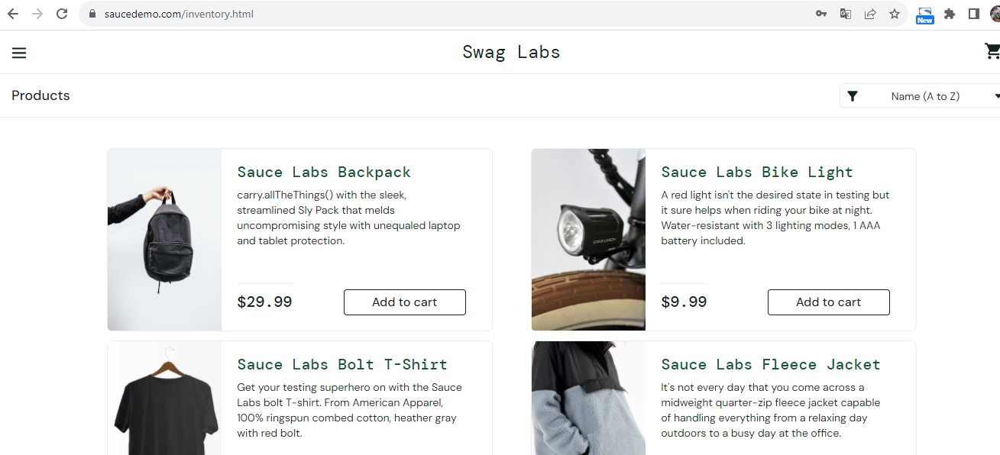 saucedemo.com/inventory.html
New
Swag Labs
Products
Name (A to Z)
Sauce Labs Backpack
carry.allTheThings() with the sleek,
streamlined Sly Pack that melds
uncompromising style with unequaled laptop
and tablet protection.
$29.99
Add to cart
Sauce Labs Bike Light
A red light isn't the desired state in testing but
it sure helps when riding your bike at night.
Water-resistant with 3 lighting modes, 1 AAA
battery included.
STAR UNION
$9.99
Add to cart
Sauce Labs Bolt T-Shirt
Get your testing superhero on with the Sauce
Labs bolt T-shirt. From American Apparel,
100% ringspun combed cotton, heather gray
with red bolt.
Sauce Labs Fleece Jacket
It's not every day that you come across a
midweight quarter-zip fleece jacket capable
of handling everything from a relaxing day
outdoors to a busy day at the office.